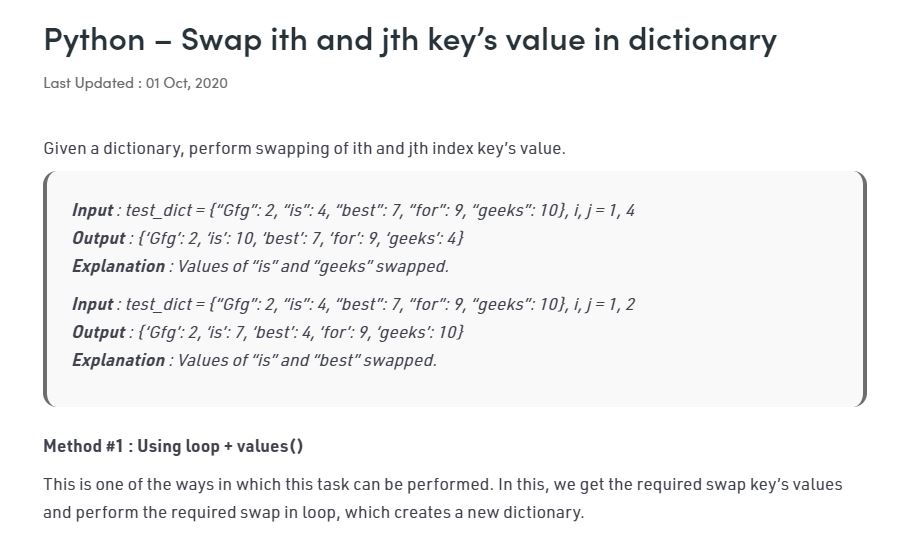 Python – Swap ith and jth key’s value in dictionary
Last Updated : 01 Oct, 2020
Given a dictionary, perform swapping of ith and jth index key’s value.
Input : test_dict = {“Gfg”: 2, “is”: 4, “best”: 7, “for”: 9, “geeks”: 10}, i, j = 1, 4
Output : {‘Gfg’: 2, ‘is’: 10, ‘best’: 7, ‘for’: 9, ‘geeks’: 4}
Explanation : Values of “is” and “geeks” swapped.
Input : test_dict = {“Gfg”: 2, “is”: 4, “best”: 7, “for”: 9, “geeks”: 10}, i, j = 1, 2
Output : {‘Gfg’: 2, ‘is’: 7, ‘best’: 4, ‘for’: 9, ‘geeks’: 10}
Explanation : Values of “is” and “best” swapped.
Method #1 : Using loop + values()
This is one of the ways in which this task can be performed. In this, we get the required swap key’s values
and perform the required swap in loop, which creates a new dictionary.